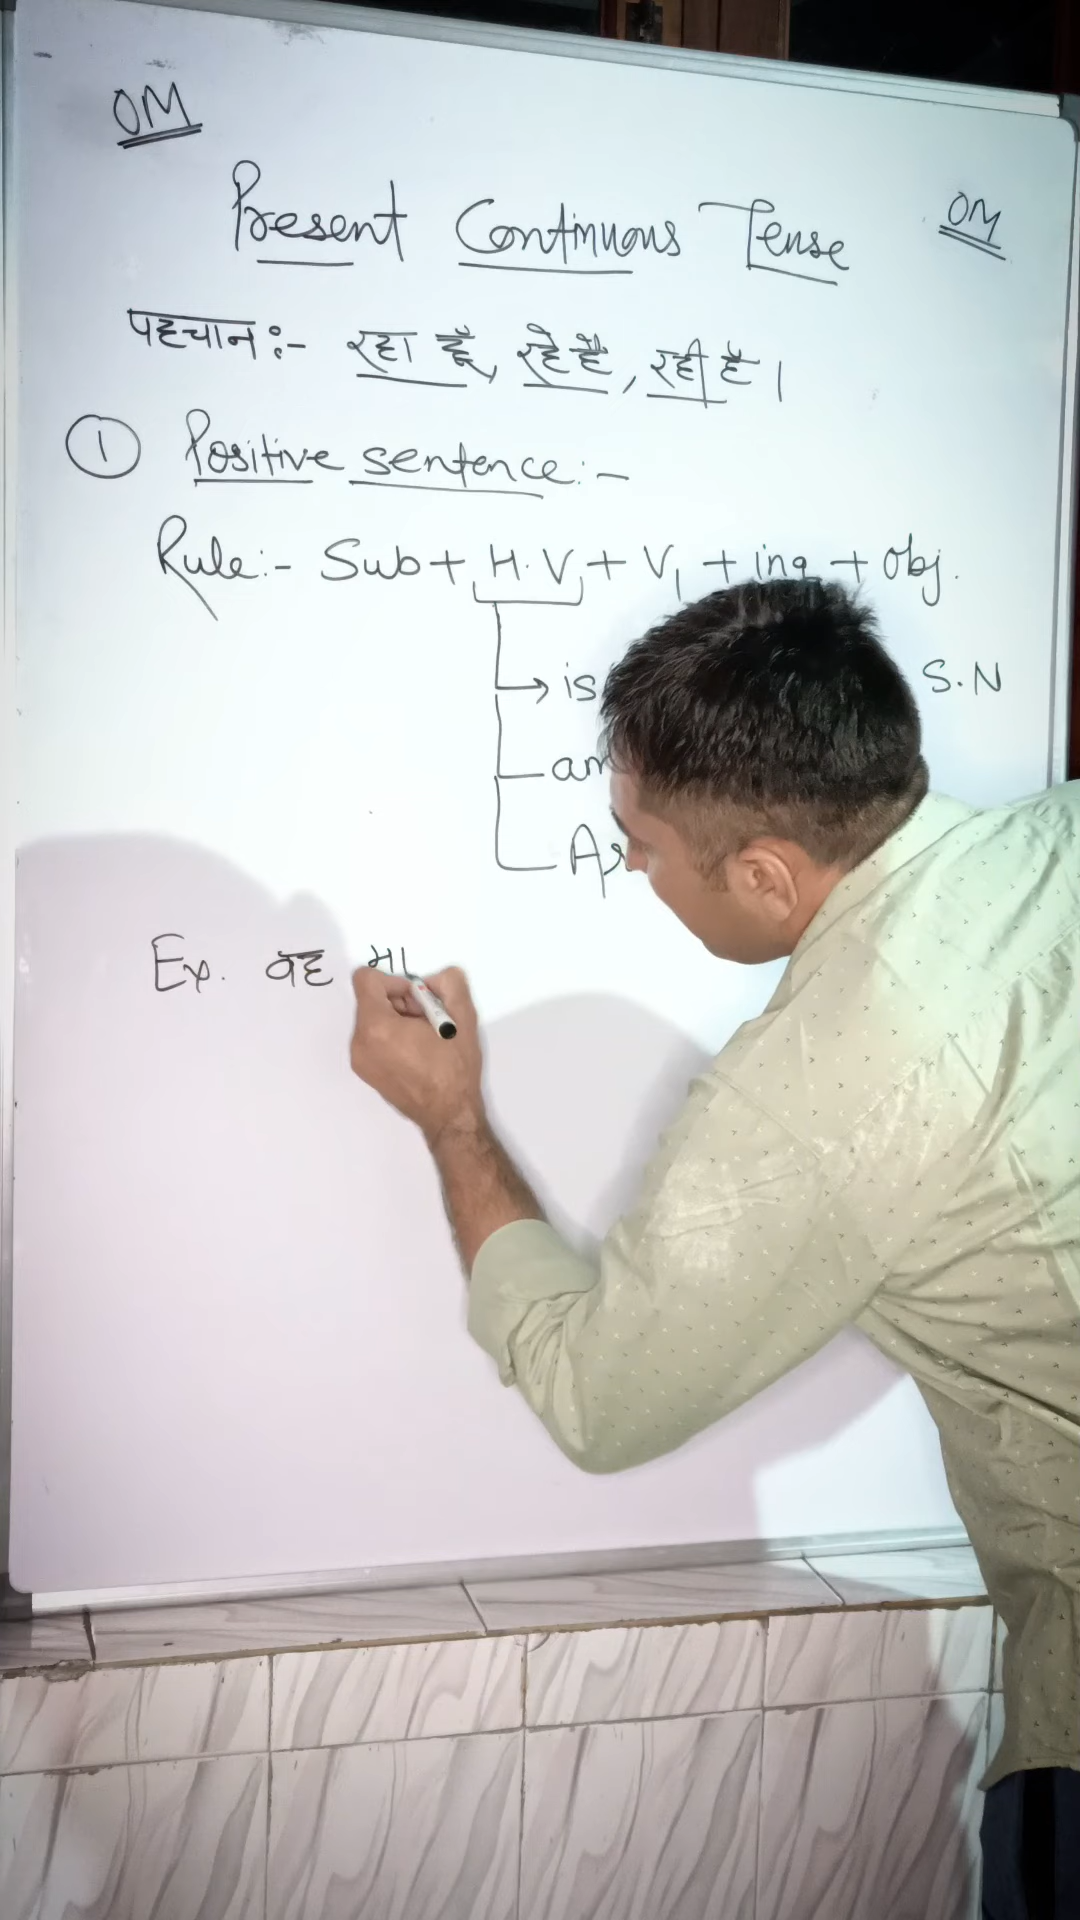 OM
OM
Present Continuous Tense
पहचान :- रहा हूँ, रहे हैं, रही है ।
① Positive sentence :-
Rule :- Sub + H.V + V₁ + ing + obj.
→ is S.N
am
Ar
Ex. वह